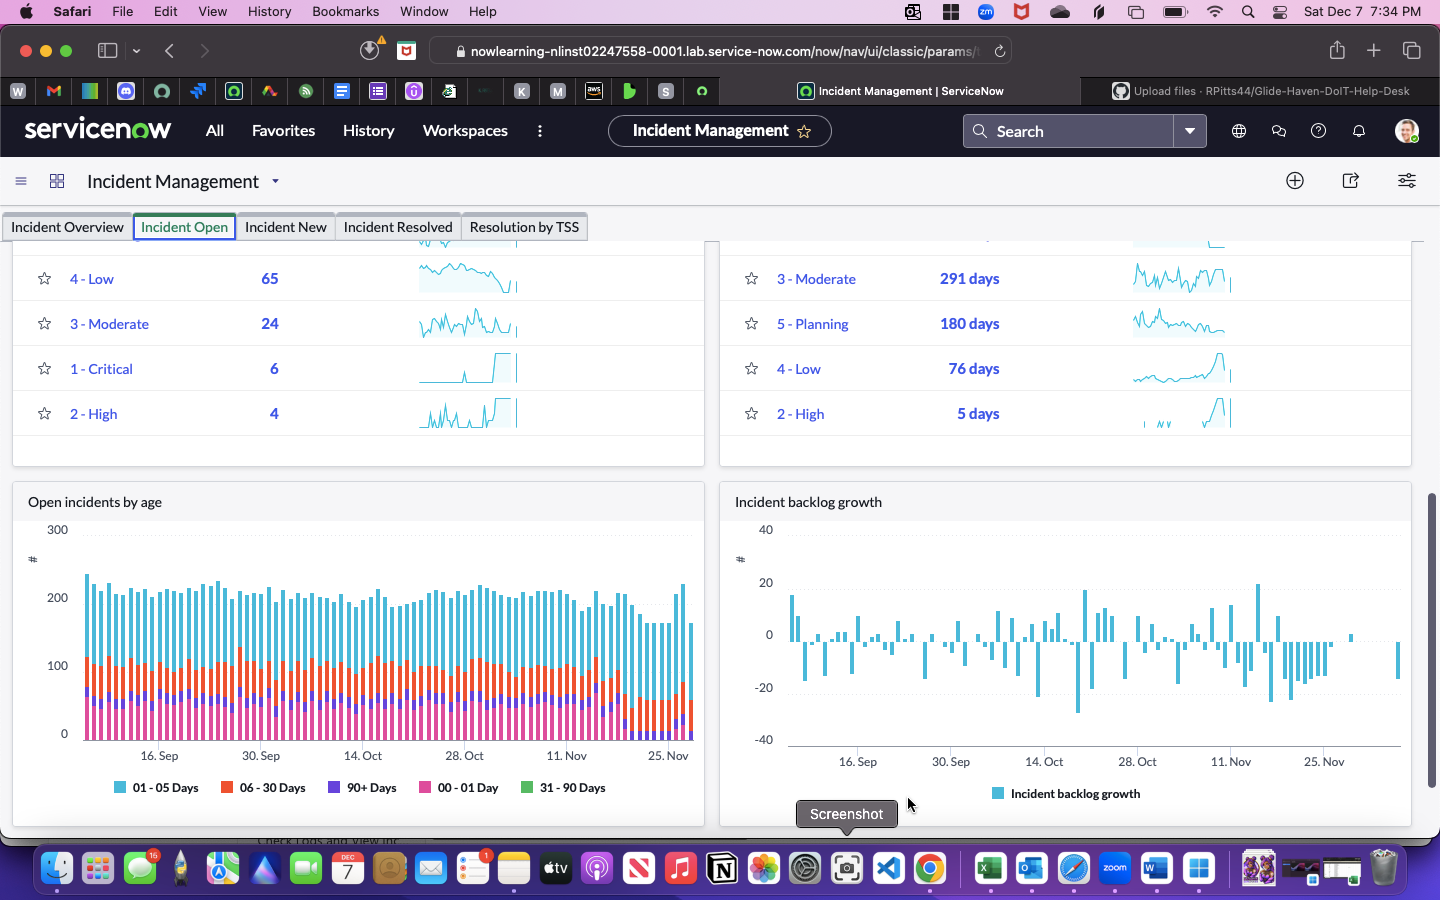 Safari File Edit View History Bookmarks Window Help
zm
Sat Dec 7 7:34 PM
nowlearning-nlinst02247558-0001.lab.service-now.com/now/nav/ui/classic/params/
W
K
M
aws
S
Incident Management | ServiceNow
Upload files · RPitts44/Glide-Haven-DoIT-Help-Desk
servicenow All Favorites History Workspaces
Incident Management
Search
Incident Management
Incident Overview
Incident Open
Incident New
Incident Resolved
Resolution by TSS
4 - Low 65
3 - Moderate 24
1 - Critical 6
2 - High 4
3 - Moderate 291 days
5 - Planning 180 days
4 - Low 76 days
2 - High 5 days
Open incidents by age
300
#
200
100
0
16. Sep 30. Sep 14. Oct 28. Oct 11. Nov 25. Nov
01 - 05 Days 06 - 30 Days 90+ Days 00 - 01 Day 31 - 90 Days
Incident backlog growth
40
#
20
0
-20
-40
16. Sep 30. Sep 14. Oct 28. Oct 11. Nov 25. Nov
Incident backlog growth
Screenshot
16
DEC
7
1
tv
zoom